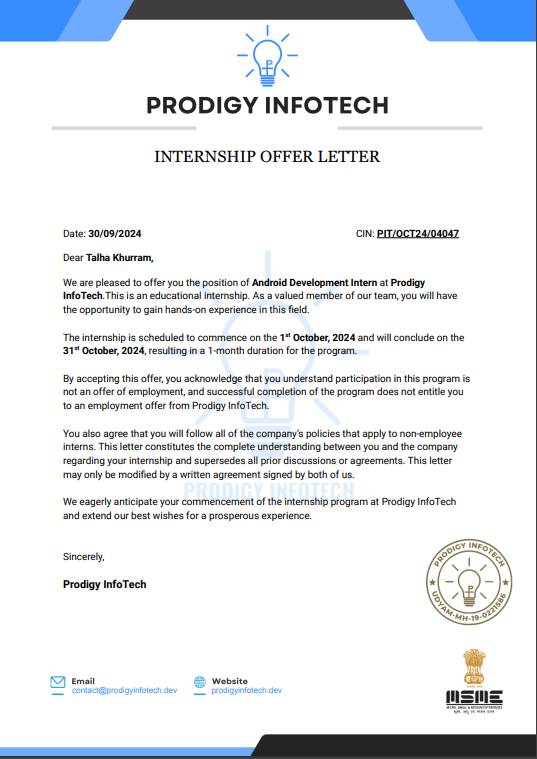 PRODIGY INFOTECH
INTERNSHIP OFFER LETTER
Date: 30/09/2024 CIN: PIT/OCT24/04047
Dear Talha Khurram,
We are pleased to offer you the position of Android Development Intern at Prodigy
InfoTech.This is an educational internship. As a valued member of our team, you will have
the opportunity to gain hands-on experience in this field.
The internship is scheduled to commence on the 1st October, 2024 and will conclude on the
31st October, 2024, resulting in a 1-month duration for the program.
By accepting this offer, you acknowledge that you understand participation in this program is
not an offer of employment, and successful completion of the program does not entitle you
to an employment offer from Prodigy InfoTech.
You also agree that you will follow all of the company's policies that apply to non-employee
interns. This letter constitutes the complete understanding between you and the company
regarding your internship and supersedes all prior discussions or agreements. This letter
may only be modified by a written agreement signed by both of us.
PRODIGY INFOTECH
We eagerly anticipate your commencement of the internship program at Prodigy InfoTech
and extend our best wishes for a prosperous experience.
Sincerely,
Prodigy InfoTech
PRODIGY INFOTECH
UDYAM-MH-19-0221586
Email
contact@prodigyinfotech.dev
Website
prodigyinfotech.dev
MSME
MICRO, SMALL & MEDIUM ENTERPRISES